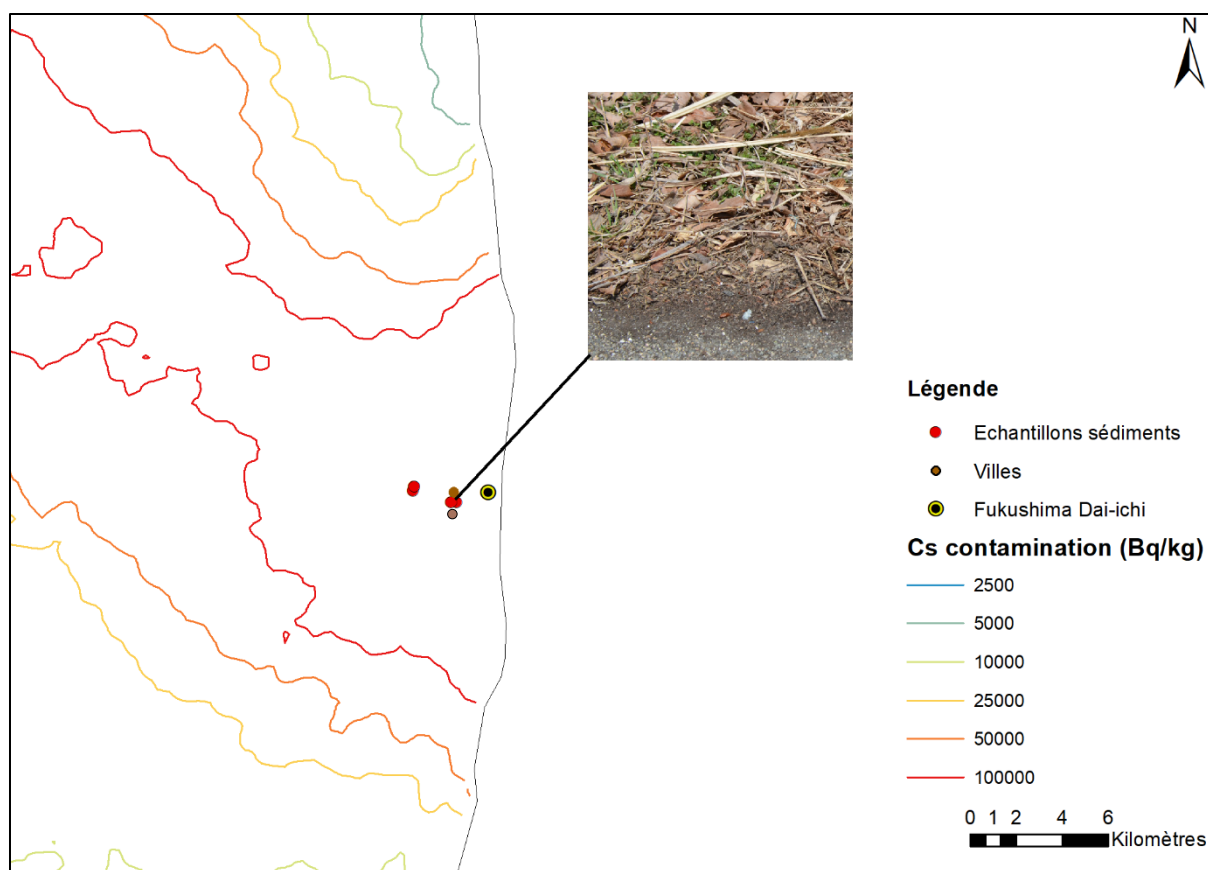 N
Légende
Echantillons sédiments
Villes
Fukushima Dai-ichi
Cs contamination (Bq/kg)
2500
5000
10000
25000
50000
100000
0 1 2 4 6
Kilomètres